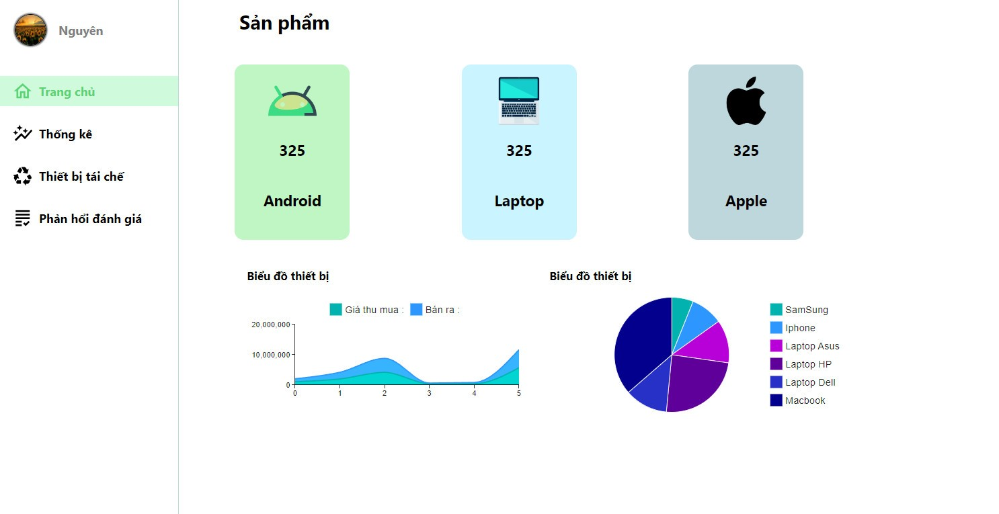 Nguyên
Trang chủ
Thống kê
Thiết bị tái chế
Phản hồi đánh giá
Sản phẩm
325
Android
325
Laptop
325
Apple
Biểu đồ thiết bị
Giá thu mua :
Bán ra :
20,000,000
10,000,000
0
0 1 2 3 4 5
Biểu đồ thiết bị
SamSung
Iphone
Laptop Asus
Laptop HP
Laptop Dell
Macbook